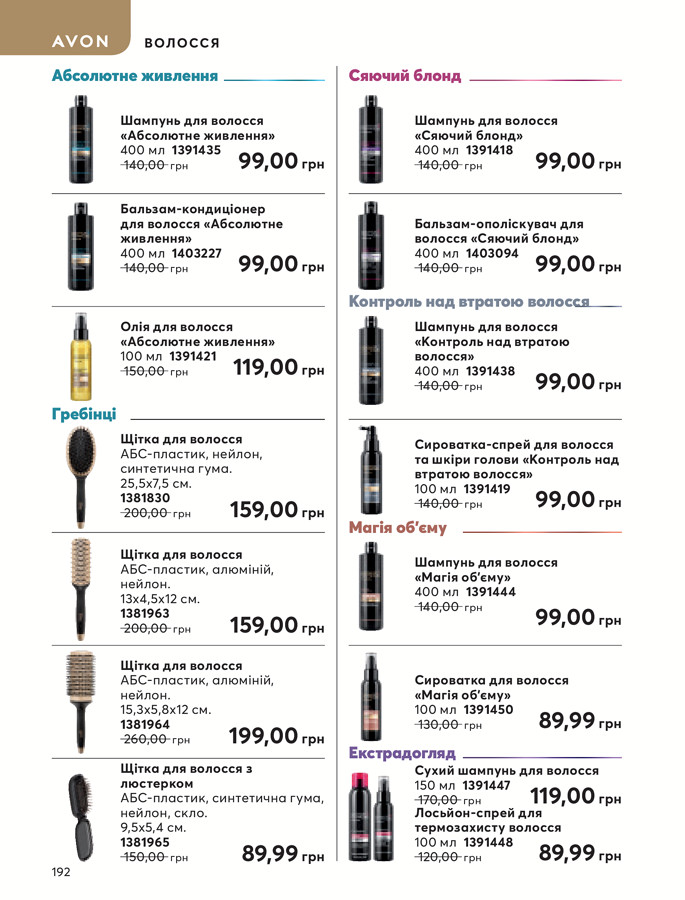 AVON
ВОЛОССЯ
Абсолютне живлення
Шампунь для волосся
«Абсолютне живлення»
400 мл 1391435
140,00 грн
99,00 грн
Бальзам-кондиціонер
для волосся «Абсолютне
живлення»
400 мл 1403227
140,00 грн
99,00 грн
Олія для волосся
«Абсолютне живлення»
100 мл 1391421
150,00 грн
119,00 грн
Гребінці
Щітка для волосся
АБС-пластик, нейлон,
синтетична гума.
25,5х7,5 см.
1381830
200,00 грн
159,00 грн
Щітка для волосся
АБС-пластик, алюміній,
нейлон.
13х4,5х12 см.
1381963
200,00 грн
159,00 грн
Щітка для волосся
АБС-пластик, алюміній,
нейлон.
15,3х5,8х12 см.
1381964
260,00 грн
199,00 грн
Щітка для волосся з
люстерком
АБС-пластик, синтетична гума,
нейлон, скло.
9,5х5,4 см.
1381965
150,00 грн
89,99 грн
Сяючий блонд
Шампунь для волосся
«Сяючий блонд»
400 мл 1391418
140,00 грн
99,00 грн
Бальзам-ополіскувач для
волосся «Сяючий блонд»
400 мл 1403094
140,00 грн
99,00 грн
Контроль над втратою волосся
Шампунь для волосся
«Контроль над втратою
волосся»
400 мл 1391438
140,00 грн
99,00 грн
Сироватка-спрей для волосся
та шкіри голови «Контроль над
втратою волосся»
100 мл 1391419
140,00 грн
99,00 грн
Магія об'єму
Шампунь для волосся
«Магія об'єму»
400 мл 1391444
140,00 грн
99,00 грн
Сироватка для волосся
«Магія об'єму»
100 мл 1391450
130,00 грн
89,99 грн
Екстрадогляд
Сухий шампунь для волосся
150 мл 1391447
170,00 грн
119,00 грн
Лосьйон-спрей для
термозахисту волосся
100 мл 1391448
120,00 грн
89,99 грн
192